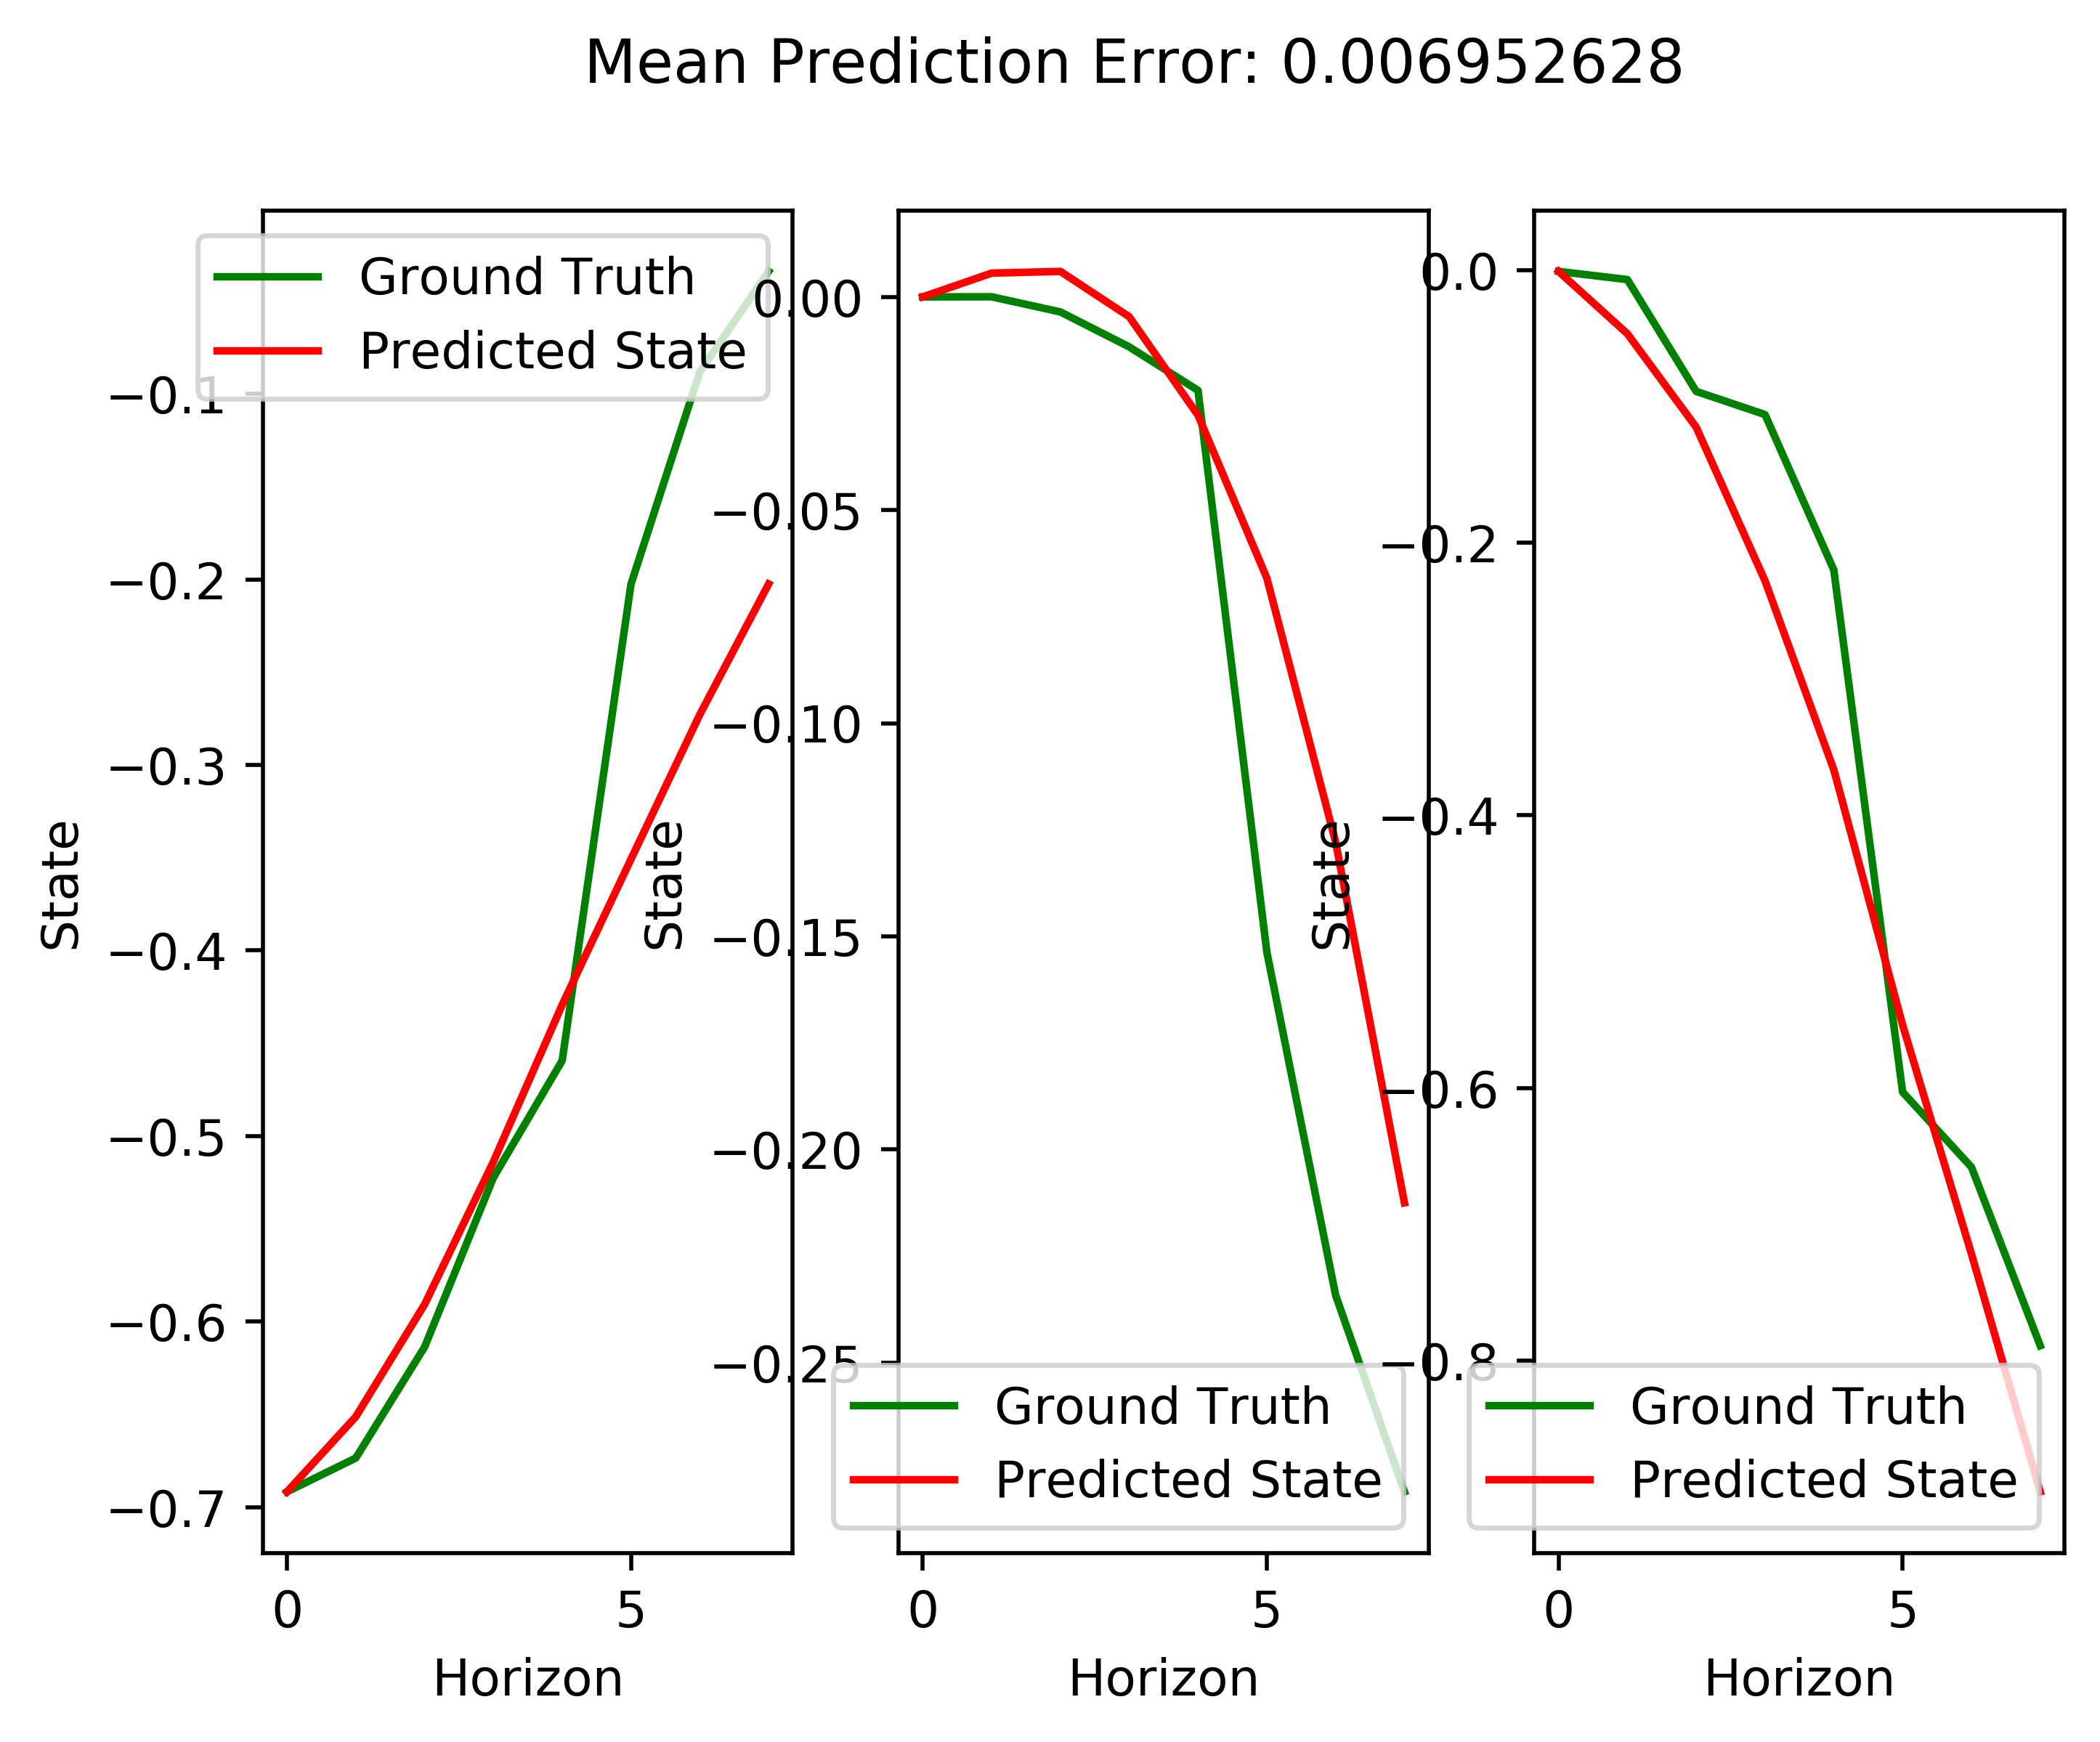 Mean Prediction Error: 0.006952628
Ground Truth
Predicted State
−0.1
−0.2
−0.3
−0.4
−0.5
−0.6
−0.7
State
0
5
Horizon
0.00
−0.05
−0.10
−0.15
−0.20
−0.25
State
Ground Truth
Predicted State
0
5
Horizon
0.0
−0.2
−0.4
−0.6
−0.8
State
Ground Truth
Predicted State
0
5
Horizon